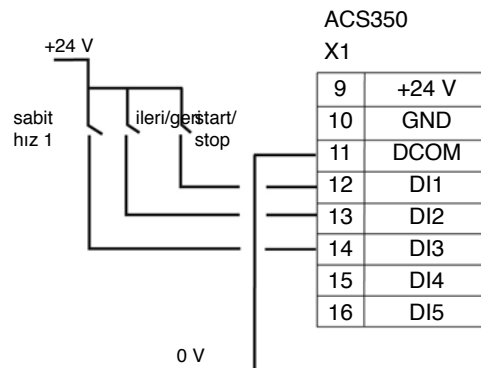 ACS350
X1
+24 V
sabit
hız 1
ileri/geri
start/
stop
9 +24 V
10 GND
11 DCOM
12 DI1
13 DI2
14 DI3
15 DI4
16 DI5
0 V